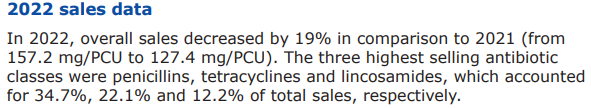 2022 sales data
In 2022, overall sales decreased by 19% in comparison to 2021 (from
157.2 mg/PCU to 127.4 mg/PCU). The three highest selling antibiotic
classes were penicillins, tetracyclines and lincosamides, which accounted
for 34.7%, 22.1% and 12.2% of total sales, respectively.